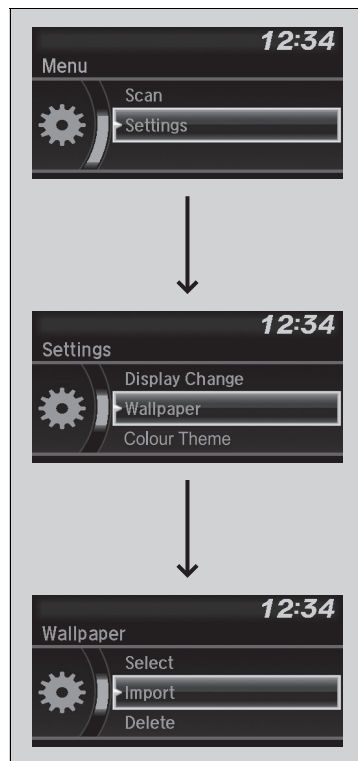 12:34
Menu
Scan
Settings
12:34
Settings
Display Change
Wallpaper
Colour Theme
12:34
Wallpaper
Select
Import
Delete